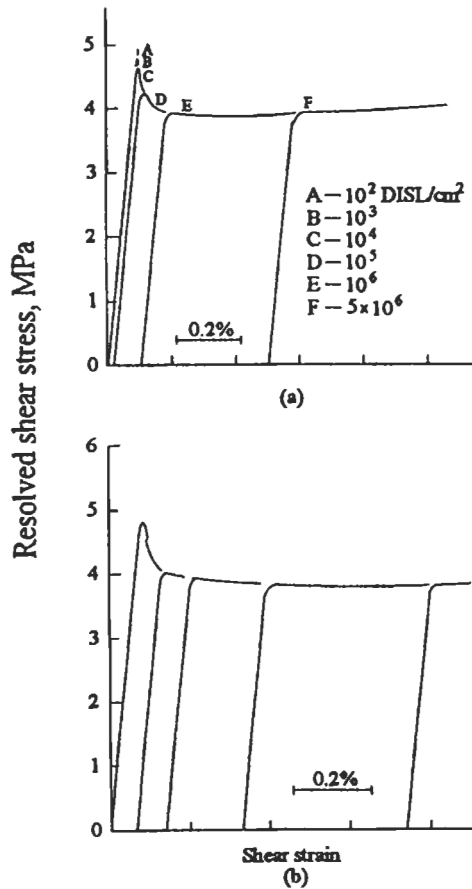 Resolved shear stress, MPa
5
4
3
2
4
0
A
B
C
D
E
F
A – 10² DISL/cm²
B – 10³
C – 10⁴
D – 10⁵
E – 10⁶
F – 5×10⁶
0.2%
(a)
6
5
4
3
2
1
0
0.2%
Shear strain
(b)